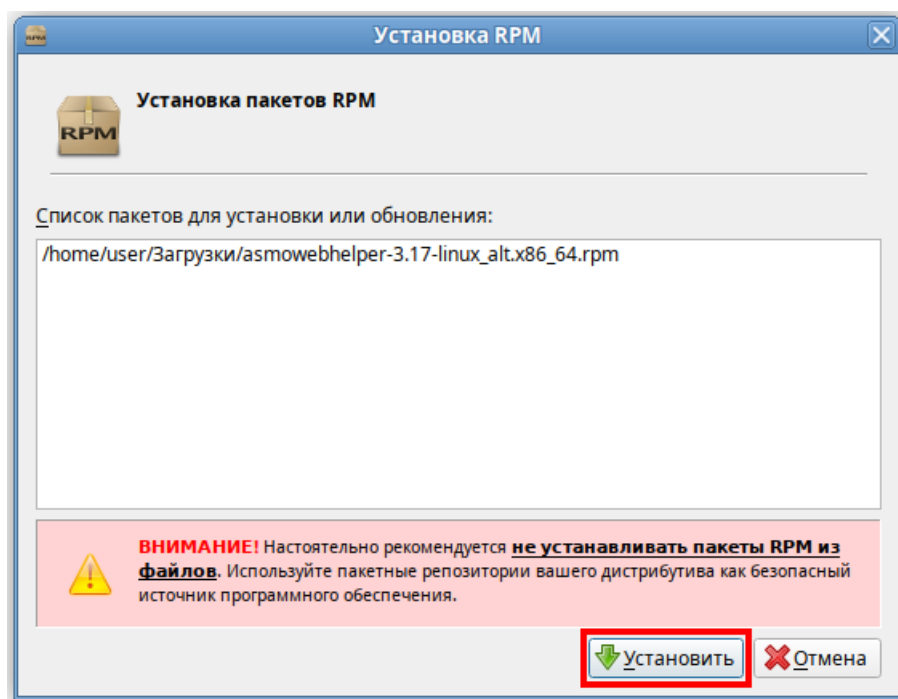 Установка RPM
Установка пакетов RPM
RPM
Список пакетов для установки или обновления:
/home/user/Загрузки/asmowebhelper-3.17-linux_alt.x86_64.rpm
ВНИМАНИЕ! Настоятельно рекомендуется не устанавливать пакеты RPM из
файлов. Используйте пакетные репозитории вашего дистрибутива как безопасный
источник программного обеспечения.
Установить
Отмена